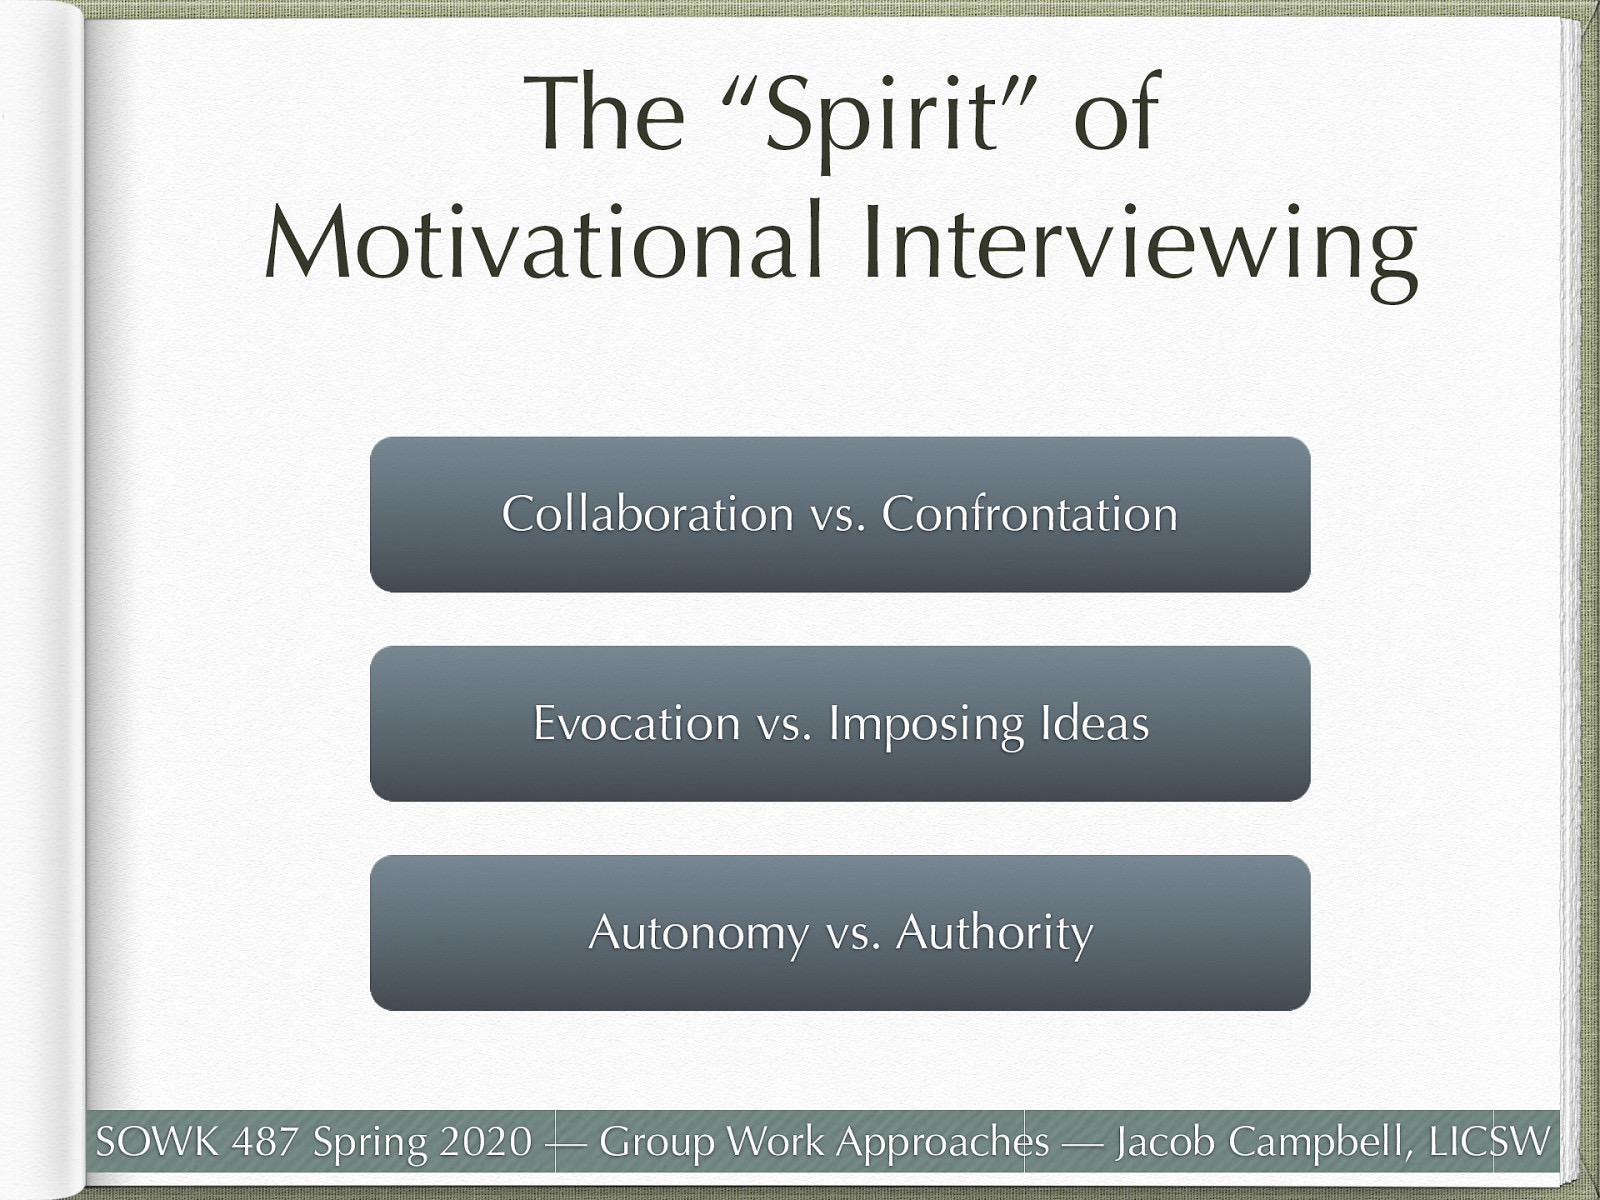 The “Spirit” of
Motivational Interviewing
Collaboration vs. Confrontation
Evocation vs. Imposing Ideas
Autonomy vs. Authority
SOWK 487 Spring 2020 — Group Work Approaches — Jacob Campbell, LICSW